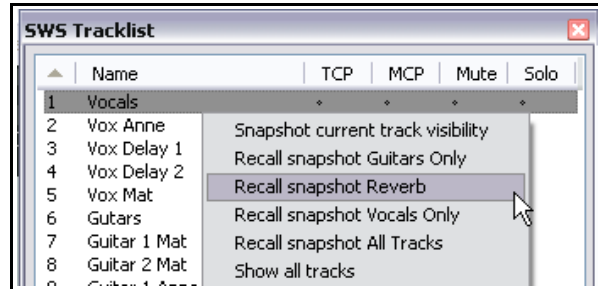 SWS Tracklist
Name TCP MCP Mute Solo
1 Vocals
2 Vox Anne
3 Vox Delay 1
4 Vox Delay 2
5 Vox Mat
6 Gutars
7 Guitar 1 Mat
8 Guitar 2 Mat
Snapshot current track visibility
Recall snapshot Guitars Only
Recall snapshot Reverb
Recall snapshot Vocals Only
Recall snapshot All Tracks
Show all tracks